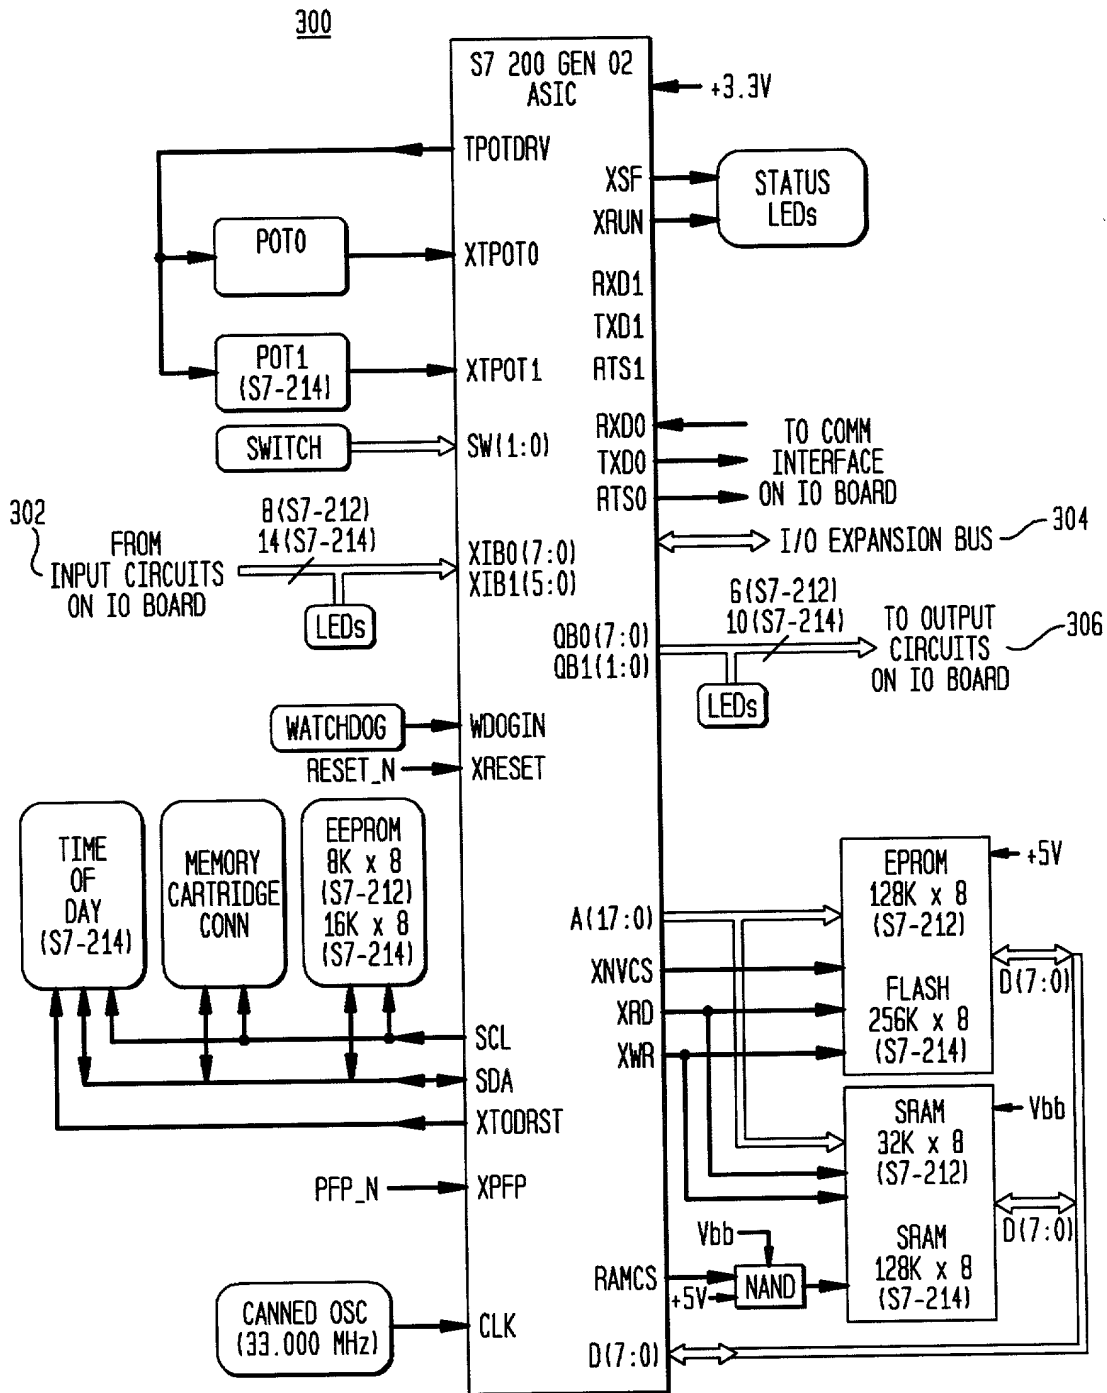 300
S7 200 GEN 02
ASIC
+3.3V
TPOTDRV
XSF
XRUN
STATUS
LEDs
POT0
XTPOT0
RXD1
TXD1
RTS1
POT1
(S7-214)
XTPOT1
SWITCH
SW(1:0)
RXD0
TXD0
RTS0
TO COMM
INTERFACE
ON IO BOARD
302
FROM
INPUT CIRCUITS
ON IO BOARD
8(S7-212)
14(S7-214)
XIB0(7:0)
XIB1(5:0)
LEDs
I/O EXPANSION BUS
304
QB0(7:0)
QB1(1:0)
6(S7-212)
10(S7-214)
LEDs
TO OUTPUT
CIRCUITS
ON IO BOARD
306
WATCHDOG
WDOGIN
RESET_N
XRESET
TIME
OF
DAY
(S7-214)
MEMORY
CARTRIDGE
CONN
EEPROM
8K x 8
(S7-212)
16K x 8
(S7-214)
SCL
SDA
XTODRST
PFP_N
XPFP
CANNED OSC
(33.000 MHz)
CLK
A(17:0)
XNVCS
XRD
XWR
EPROM
128K x 8
(S7-212)
FLASH
256K x 8
(S7-214)
+5V
D(7:0)
SRAM
32K x 8
(S7-212)
SRAM
128K x 8
(S7-214)
Vbb
D(7:0)
Vbb
RAMCS
+5V
NAND
D(7:0)